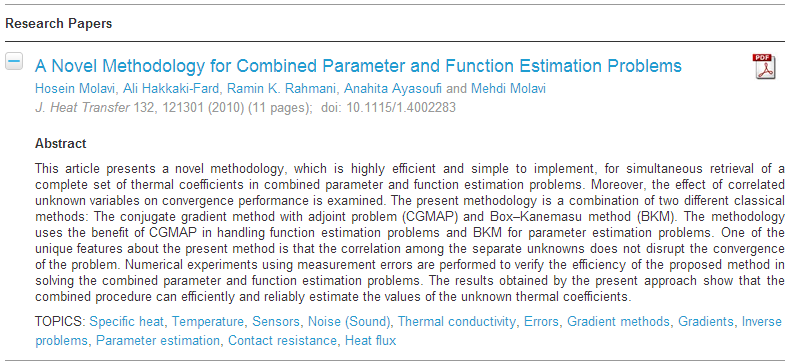 Research Papers
A Novel Methodology for Combined Parameter and Function Estimation Problems
PDF
Hosein Molavi, Ali Hakkaki-Fard, Ramin K. Rahmani, Anahita Ayasoufi and Mehdi Molavi
J. Heat Transfer 132, 121301 (2010) (11 pages); doi: 10.1115/1.4002283
Abstract
This article presents a novel methodology, which is highly efficient and simple to implement, for simultaneous retrieval of a
complete set of thermal coefficients in combined parameter and function estimation problems. Moreover, the effect of correlated
unknown variables on convergence performance is examined. The present methodology is a combination of two different classical
methods: The conjugate gradient method with adjoint problem (CGMAP) and Box–Kanemasu method (BKM). The methodology
uses the benefit of CGMAP in handling function estimation problems and BKM for parameter estimation problems. One of the
unique features about the present method is that the correlation among the separate unknowns does not disrupt the convergence
of the problem. Numerical experiments using measurement errors are performed to verify the efficiency of the proposed method in
solving the combined parameter and function estimation problems. The results obtained by the present approach show that the
combined procedure can efficiently and reliably estimate the values of the unknown thermal coefficients.
TOPICS: Specific heat, Temperature, Sensors, Noise (Sound), Thermal conductivity, Errors, Gradient methods, Gradients, Inverse
problems, Parameter estimation, Contact resistance, Heat flux